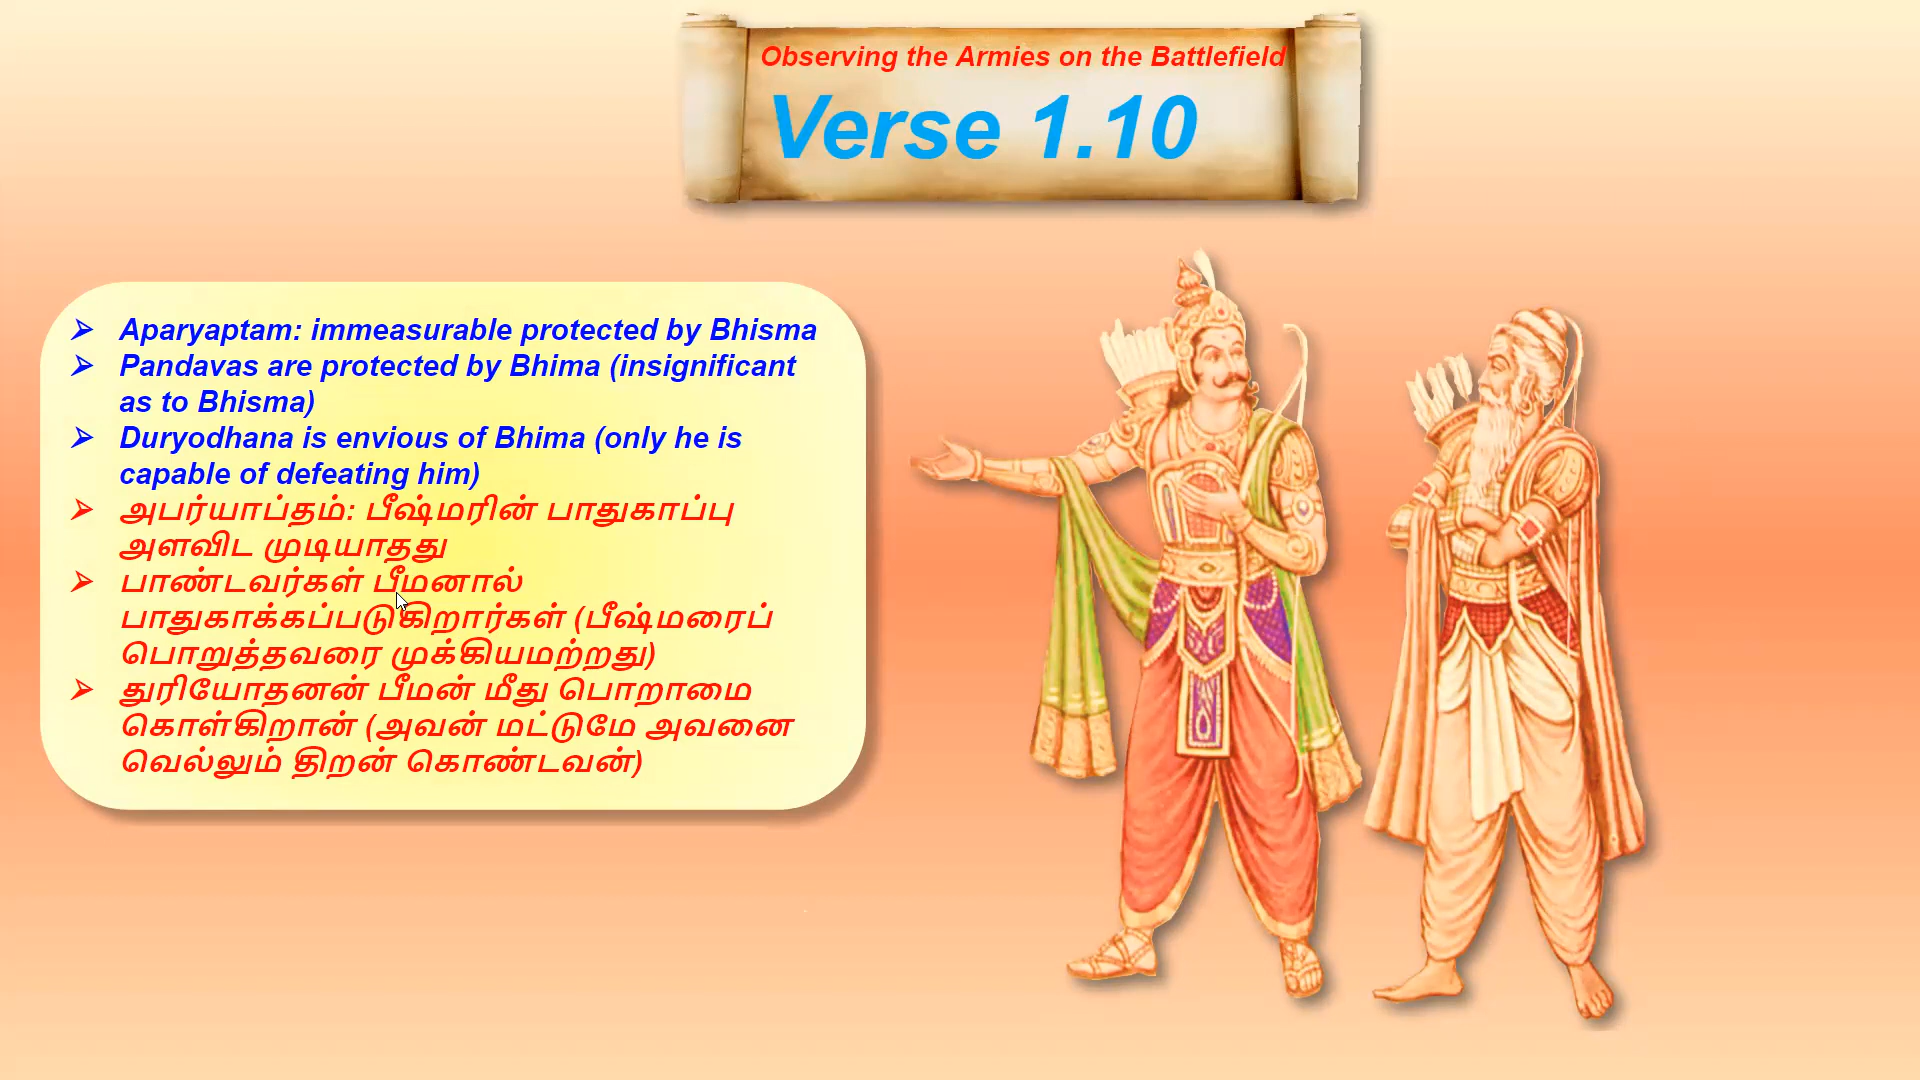 Observing the Armies on the Battlefield
Verse 1.10
➢ Aparyaptam: immeasurable protected by Bhisma
➢ Pandavas are protected by Bhima (insignificant
as to Bhisma)
➢ Duryodhana is envious of Bhima (only he is
capable of defeating him)
➢ அபர்யாப்தம்: பீஷ்மரின் பாதுகாப்பு
அளவிட முடியாதது
➢ பாண்டவர்கள் பீமனால்
பாதுகாக்கப்படுகிறார்கள் (பீஷ்மரைப்
பொறுத்தவரை முக்கியமற்றது)
➢ துரியோதனன் பீமன் மீது பொறாமை
கொள்கிறான் (அவன் மட்டுமே அவனை
வெல்லும் திறன் கொண்டவன்)